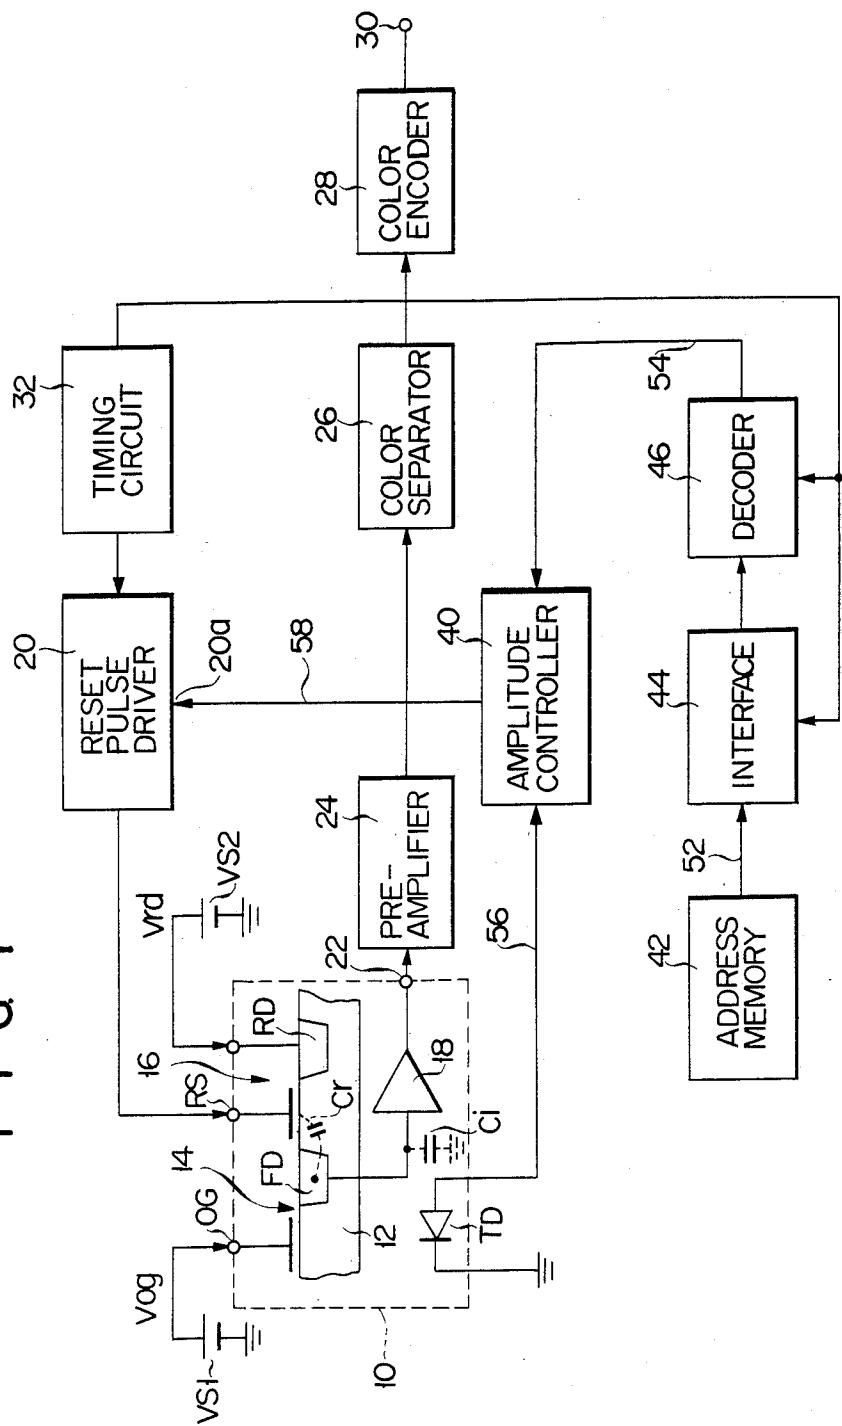 32
TIMING
CIRCUIT
20
RESET
PULSE
DRIVER
20a
58
30
28
COLOR
ENCODER
26
COLOR
SEPARATOR
24
PRE-
AMPLIFIER
22
40
AMPLITUDE
CONTROLLER
54
46
DECODER
44
INTERFACE
52
42
ADDRESS
MEMORY
56
Vrd
VS2
Vog
VS1
OG
RS
14
16
FD
Cr
RD
12
18
Ci
TD
10